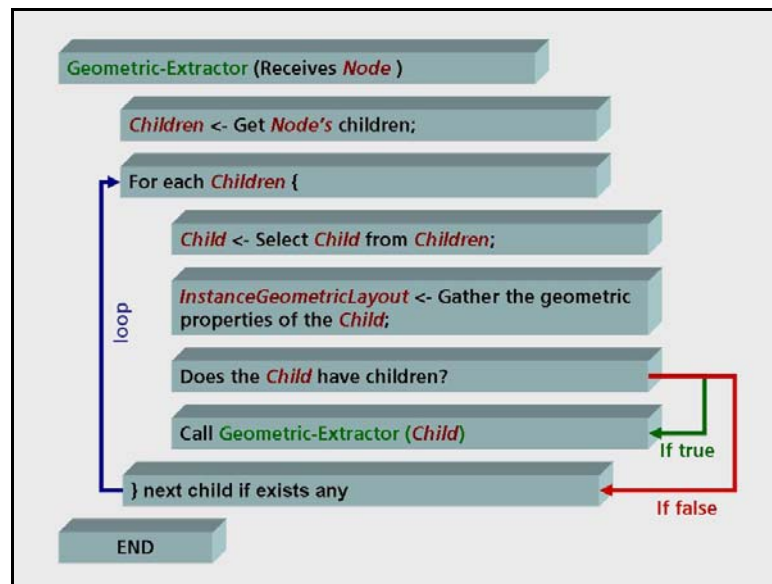 Geometric-Extractor (Receives Node )
Children <- Get Node's children;
For each Children {
Child <- Select Child from Children;
InstanceGeometricLayout <- Gather the geometric
properties of the Child;
loop
Does the Child have children?
Call Geometric-Extractor (Child)
If true
} next child if exists any
If false
END